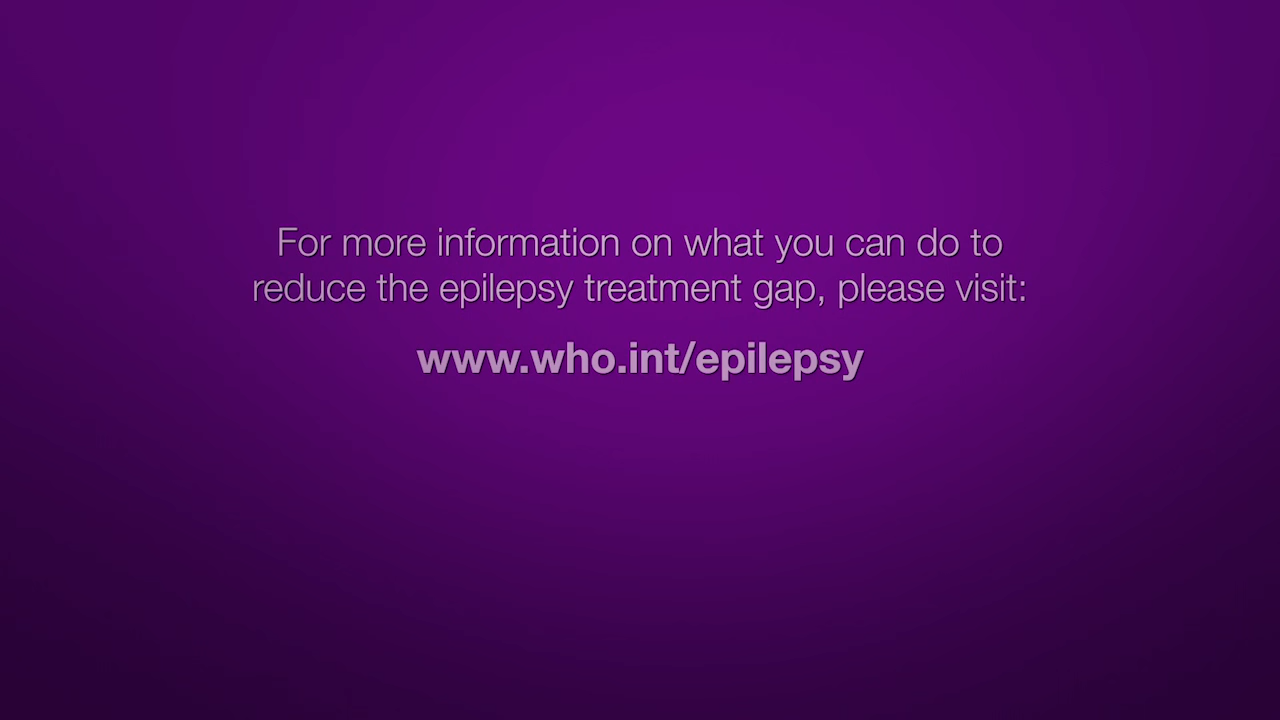 For more information on what you can do to
reduce the epilepsy treatment gap, please visit:
www.who.int/epilepsy